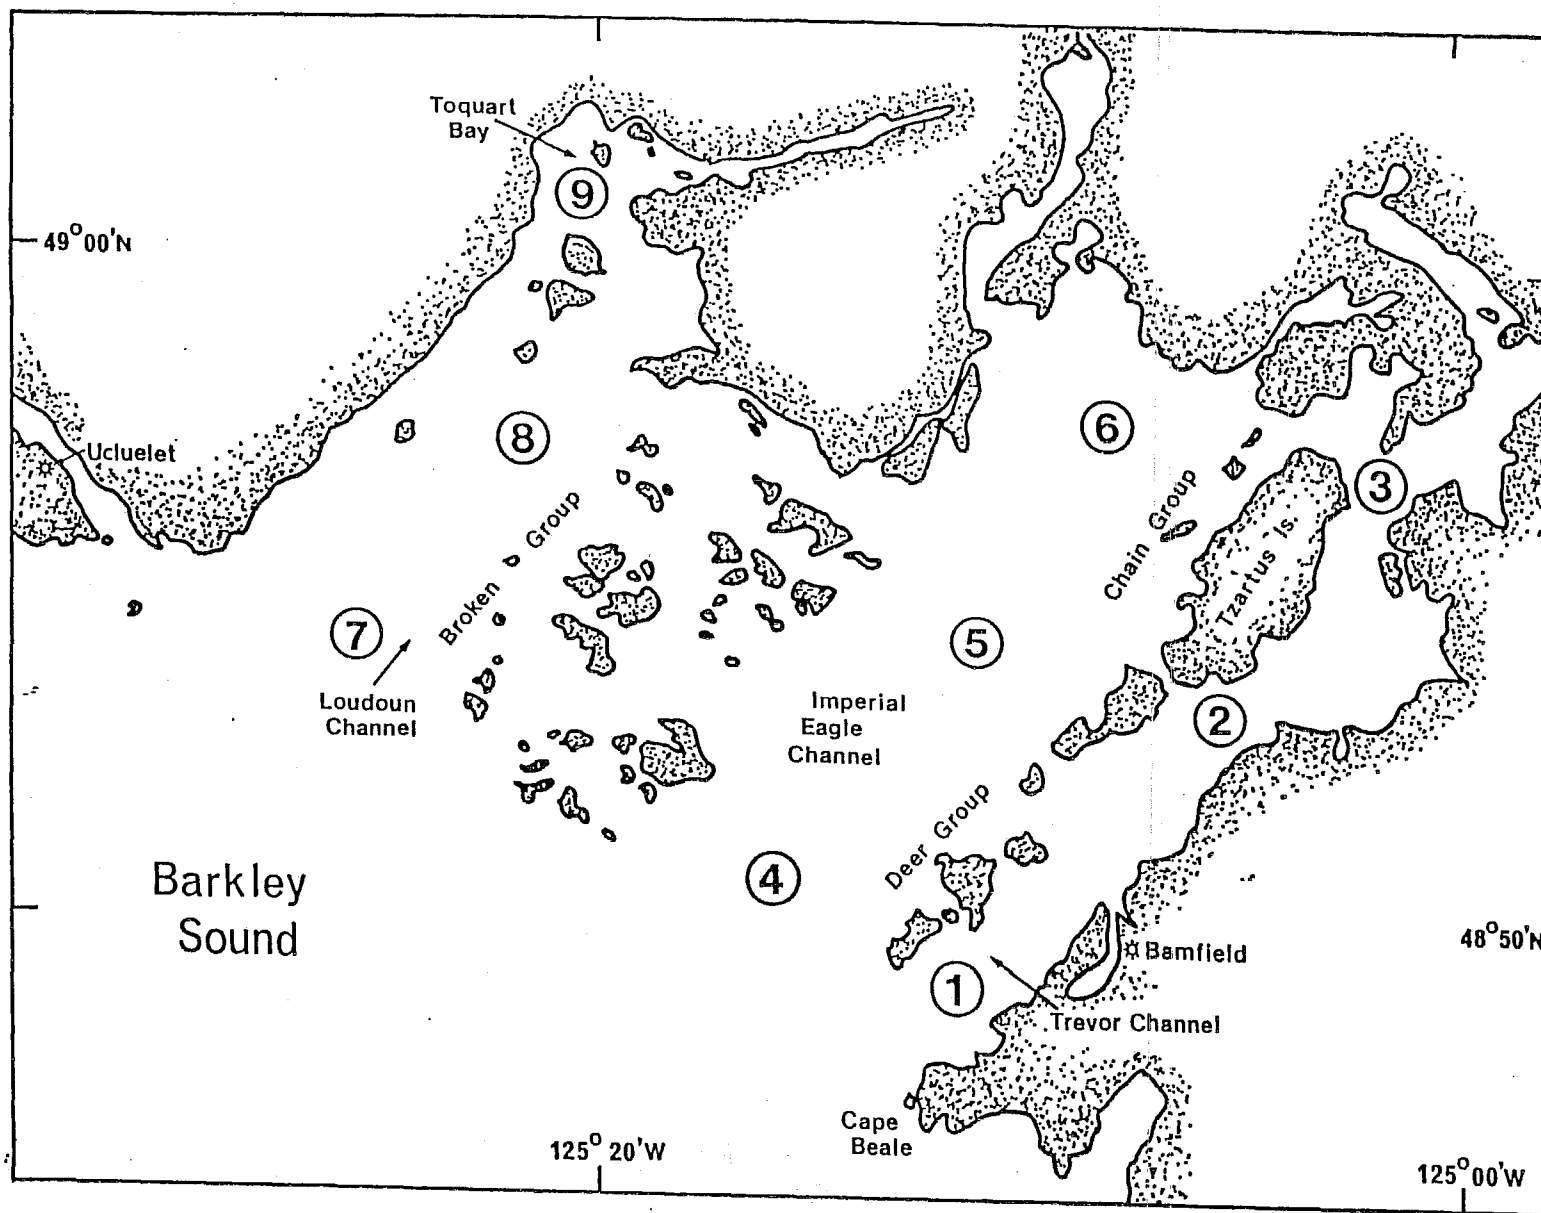 Toquart
Bay
9
49°00'N
6
8
Ucluelet
3
Chain Group
Broken Group
Tzartus Is.
7
5
Loudoun
Channel
Imperial
Eagle
Channel
2
Deer Group
4
Barkley
Sound
48°50'N
Bamfield
1
Trevor Channel
Cape
Beale
125° 20'W
125°00'W